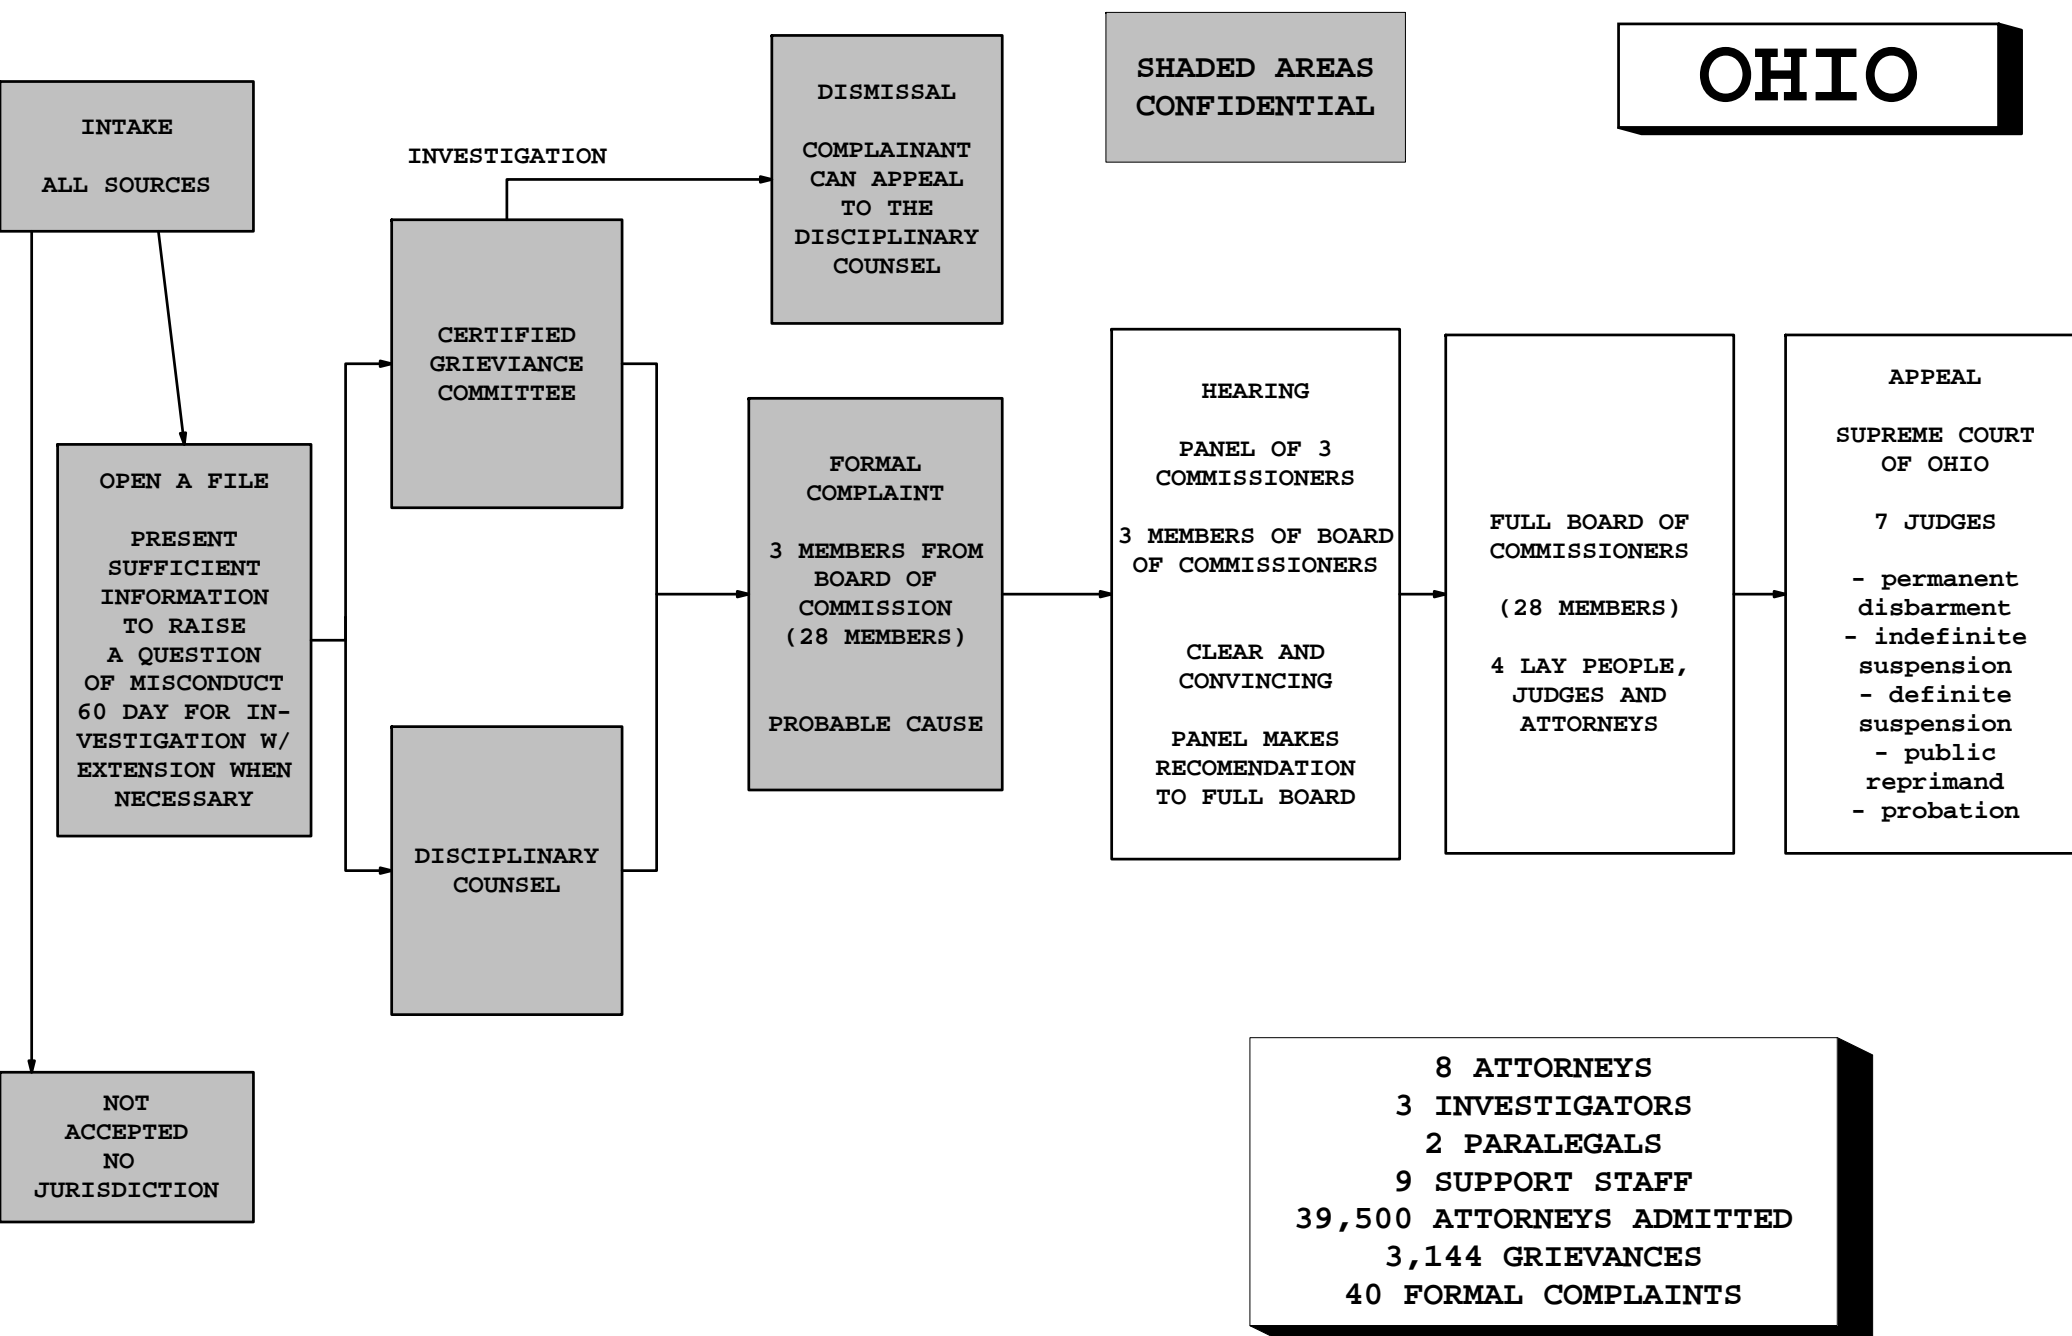 OHIO
SHADED AREAS
CONFIDENTIAL
INTAKE
ALL SOURCES
INVESTIGATION
DISMISSAL
COMPLAINANT
CAN APPEAL
TO THE
DISCIPLINARY
COUNSEL
OPEN A FILE
PRESENT
SUFFICIENT
INFORMATION
TO RAISE
A QUESTION
OF MISCONDUCT
60 DAY FOR IN-
VESTIGATION W/
EXTENSION WHEN
NECESSARY
NOT
ACCEPTED
NO
JURISDICTION
CERTIFIED
GRIEVIANCE
COMMITTEE
DISCIPLINARY
COUNSEL
FORMAL
COMPLAINT
3 MEMBERS FROM
BOARD OF
COMMISSION
(28 MEMBERS)
PROBABLE CAUSE
HEARING
PANEL OF 3
COMMISSIONERS
3 MEMBERS OF BOARD
OF COMMISSIONERS
CLEAR AND
CONVINCING
PANEL MAKES
RECOMENDATION
TO FULL BOARD
FULL BOARD OF
COMMISSIONERS
(28 MEMBERS)
4 LAY PEOPLE,
JUDGES AND
ATTORNEYS
APPEAL
SUPREME COURT
OF OHIO
7 JUDGES
- permanent
disbarment
- indefinite
suspension
- definite
suspension
- public
reprimand
- probation
8 ATTORNEYS
3 INVESTIGATORS
2 PARALEGALS
9 SUPPORT STAFF
39,500 ATTORNEYS ADMITTED
3,144 GRIEVANCES
40 FORMAL COMPLAINTS